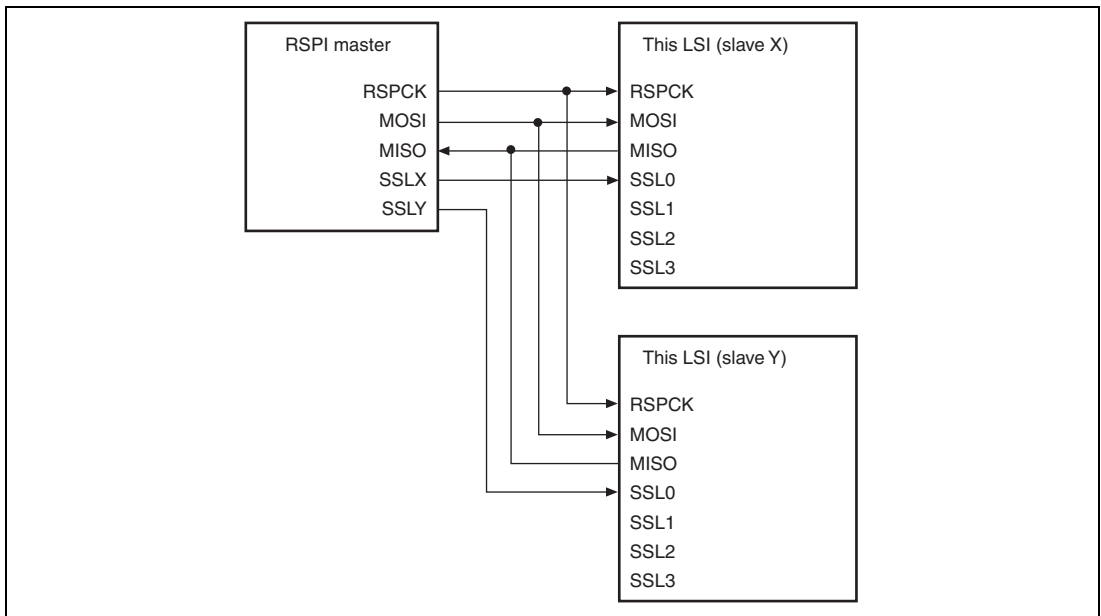 RSPI master
RSPCK
MOSI
MISO
SSLX
SSLY
This LSI (slave X)
RSPCK
MOSI
MISO
SSL0
SSL1
SSL2
SSL3
This LSI (slave Y)
RSPCK
MOSI
MISO
SSL0
SSL1
SSL2
SSL3